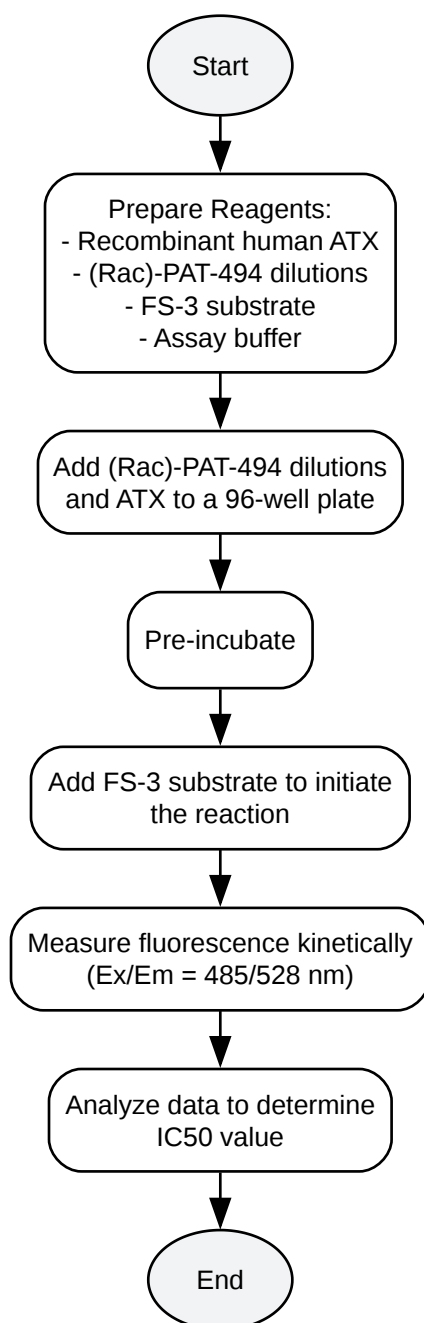 Start
Prepare Reagents:
- Recombinant human ATX
- (Rac)-PAT-494 dilutions
- FS-3 substrate
- Assay buffer
Add (Rac)-PAT-494 dilutions
and ATX to a 96-well plate
Pre-incubate
Add FS-3 substrate to initiate
the reaction
Measure fluorescence kinetically
(Ex/Em = 485/528 nm)
Analyze data to determine
IC50 value
End